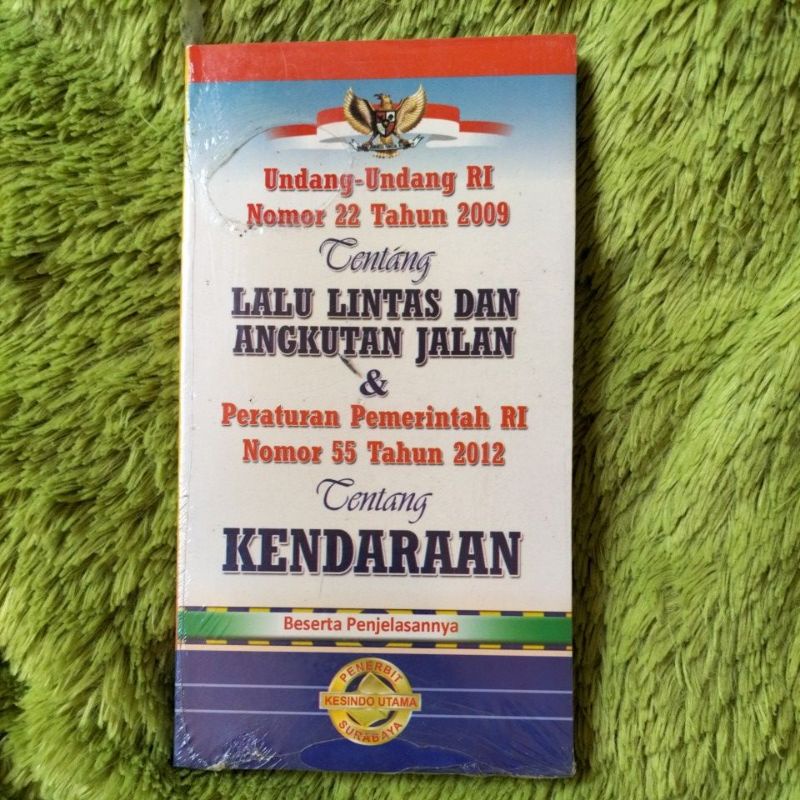 Undang-Undang RI
Nomor 22 Tahun 2009
Tentang
LALU LINTAS DAN
ANGKUTAN JALAN
&
Peraturan Pemerintah RI
Nomor 55 Tahun 2012
Tentang
KENDARAAN
Beserta Penjelasannya
PENERBIT
KESINDO UTAMA
SURABAYA